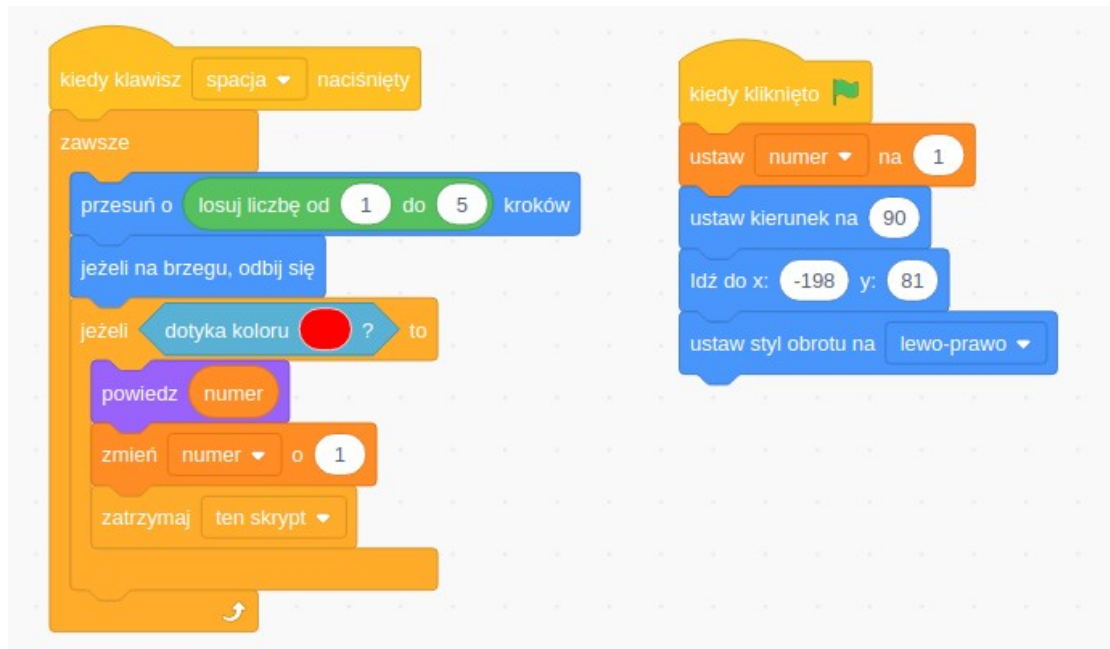 kiedy klawisz spacja naciśnięty
zawsze
przesuń o losuj liczbę od 1 do 5 kroków
jeżeli na brzegu, odbij się
jeżeli dotyka koloru ? to
powiedz numer
zmień numer o 1
zatrzymaj ten skrypt
kiedy kliknięto
ustaw numer na 1
ustaw kierunek na 90
Idź do x: -198 y: 81
ustaw styl obrotu na lewo-prawo